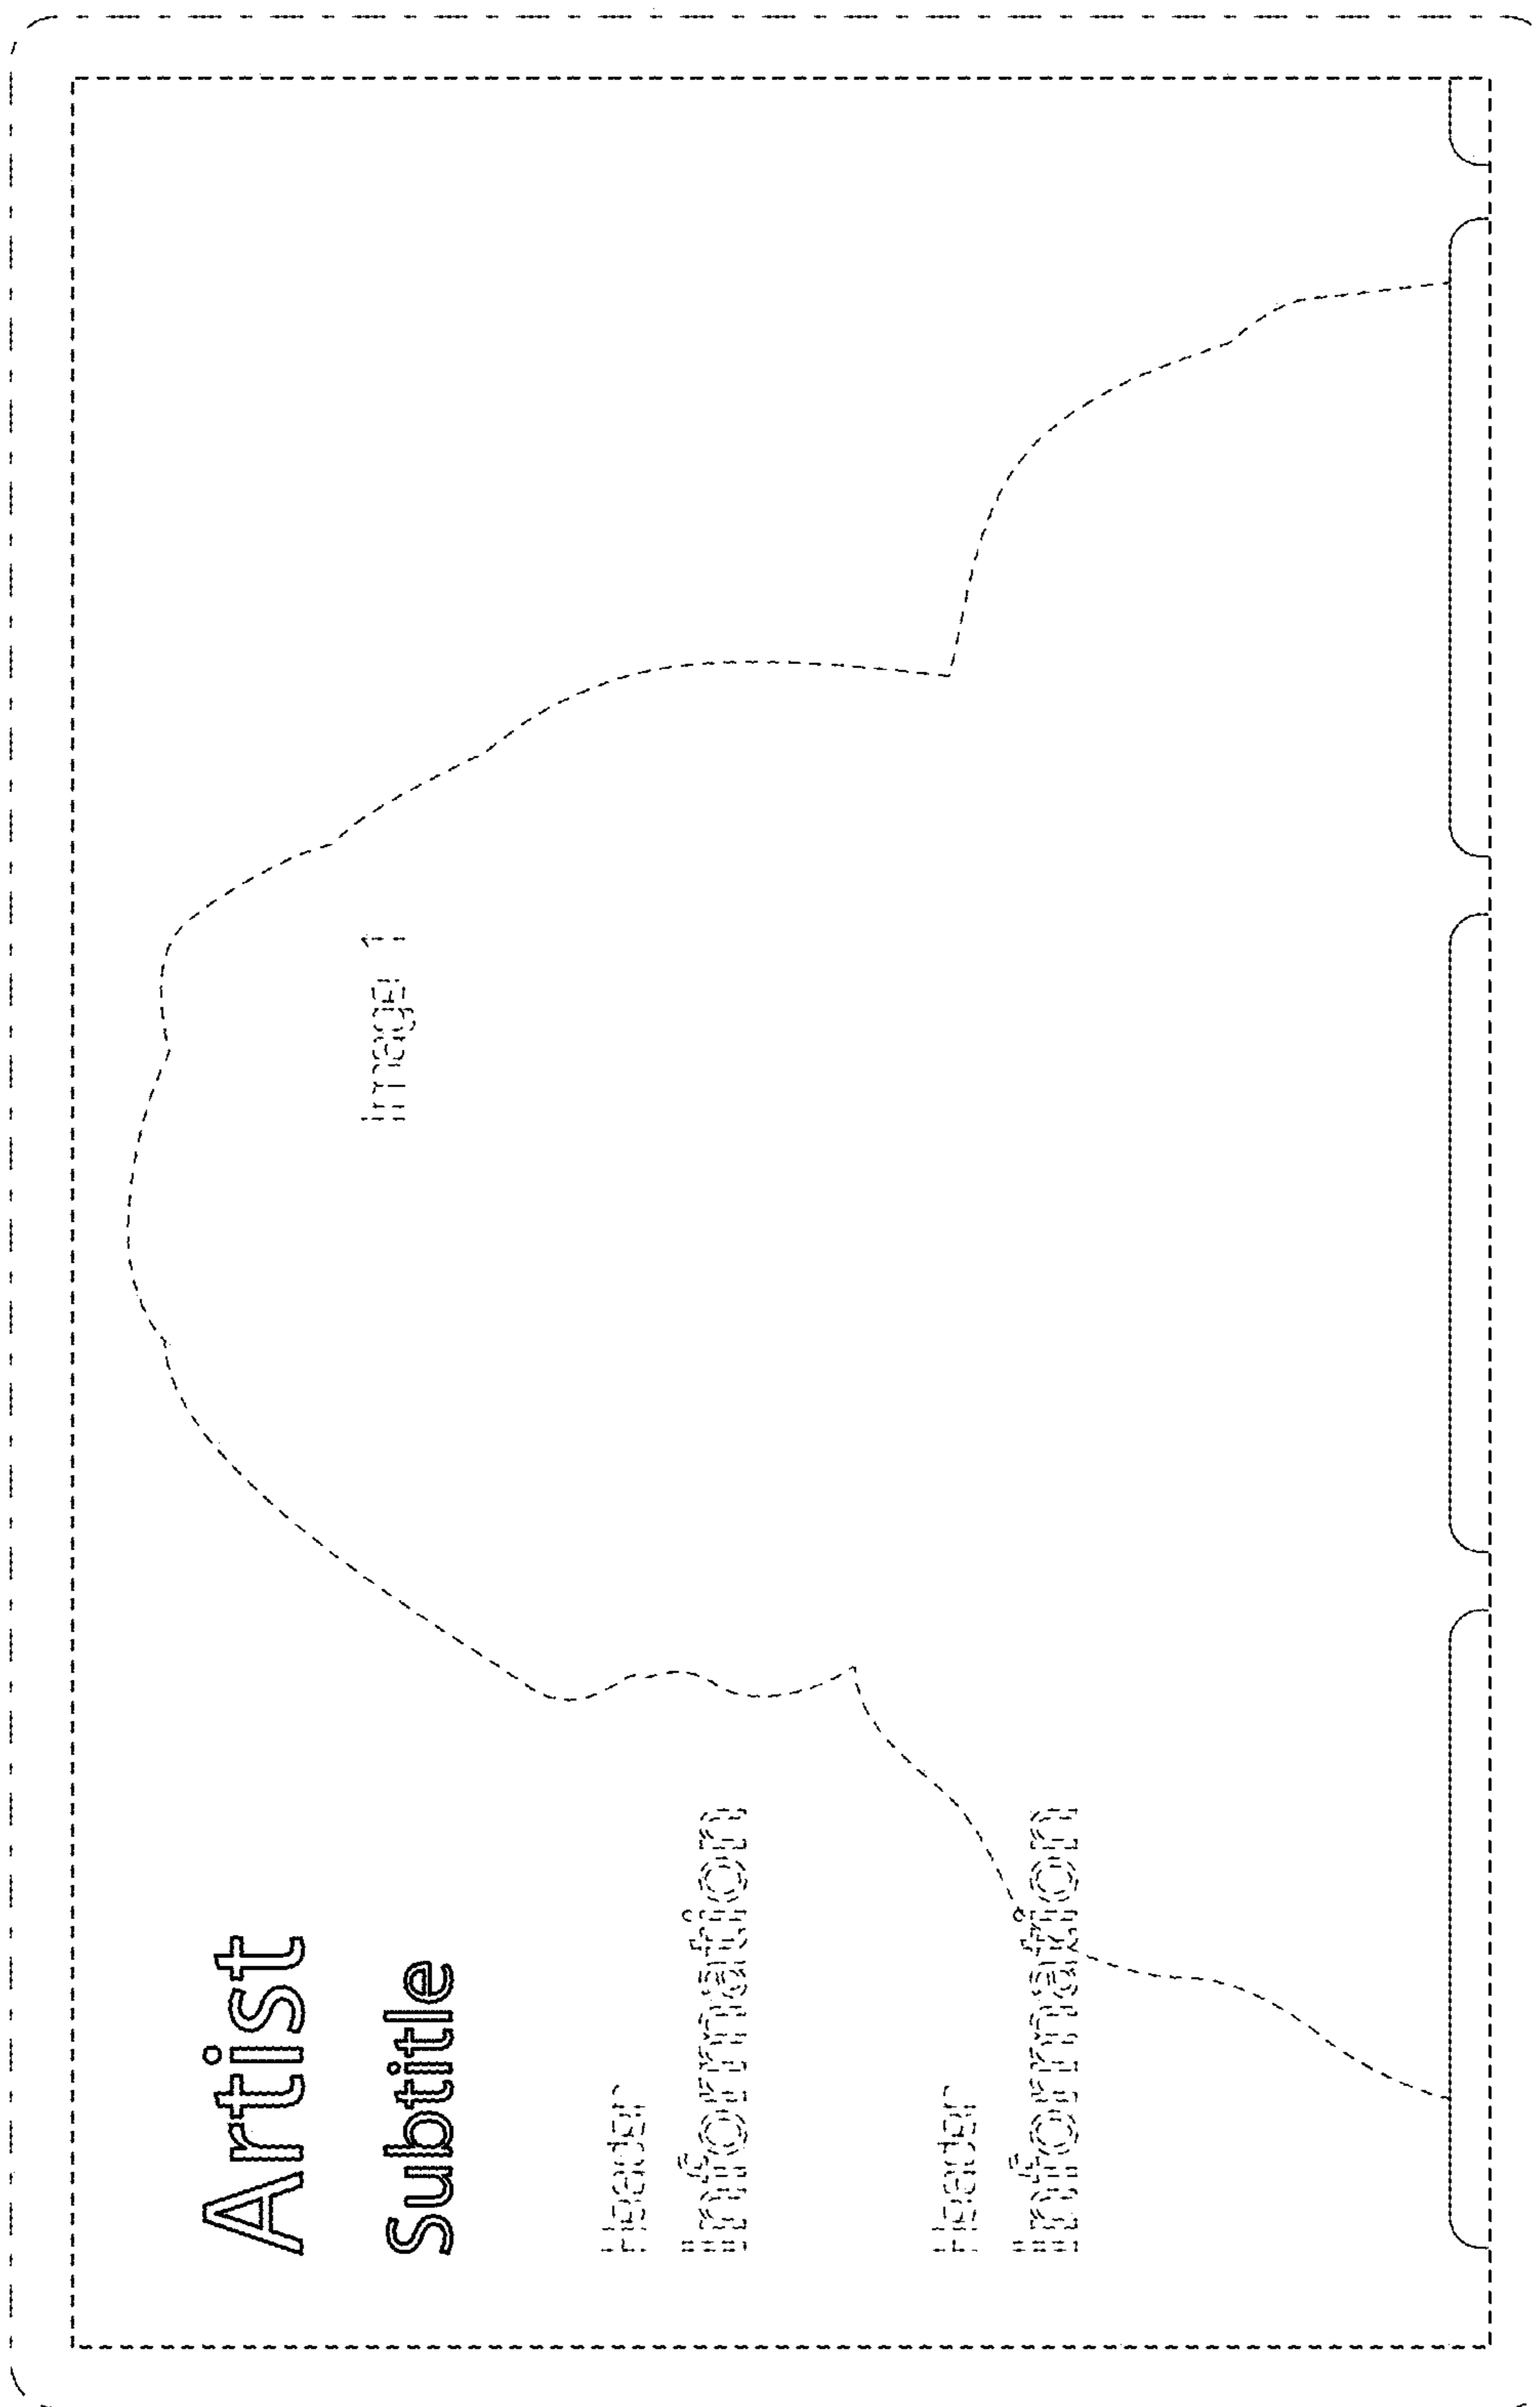 Artist
Subtitle
Header
Information
Header
Information
Image 1